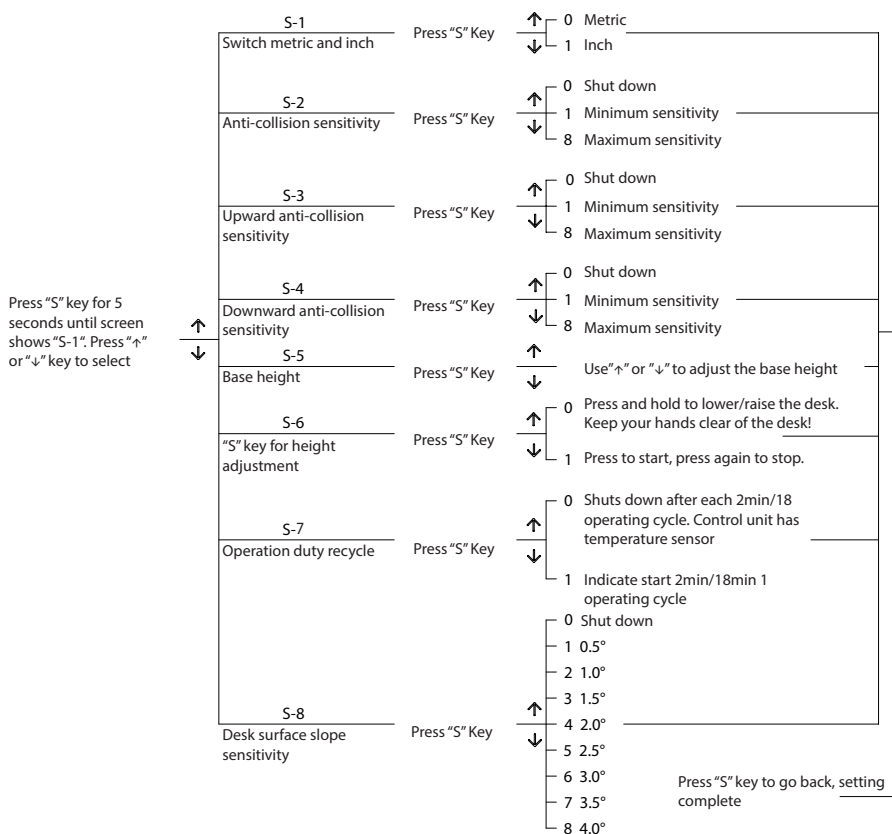 Press “S” key for 5
seconds until screen
shows “S-1“. Press “↑”
or “↓” key to select
↑
↓
S-1
Switch metric and inch
Press “S” Key
↑
↓
0 Metric
1 Inch
S-2
Anti-collision sensitivity
Press “S” Key
↑
↓
0 Shut down
1 Minimum sensitivity
8 Maximum sensitivity
S-3
Upward anti-collision
sensitivity
Press “S” Key
↑
↓
0 Shut down
1 Minimum sensitivity
8 Maximum sensitivity
S-4
Downward anti-collision
sensitivity
Press “S” Key
↑
↓
0 Shut down
1 Minimum sensitivity
8 Maximum sensitivity
S-5
Base height
Press “S” Key
↑
↓
Use”↑” or ”↓” to adjust the base height
S-6
“S” key for height
adjustment
Press “S” Key
↑
↓
0 Press and hold to lower/raise the desk.
Keep your hands clear of the desk!
1 Press to start, press again to stop.
S-7
Operation duty recycle
Press “S” Key
↑
↓
0 Shuts down after each 2min/18
operating cycle. Control unit has
temperature sensor
1 Indicate start 2min/18min 1
operating cycle
S-8
Desk surface slope
sensitivity
Press “S” Key
↑
↓
0 Shut down
1 0.5°
2 1.0°
3 1.5°
4 2.0°
5 2.5°
6 3.0°
7 3.5°
8 4.0°
Press “S” key to go back, setting
complete